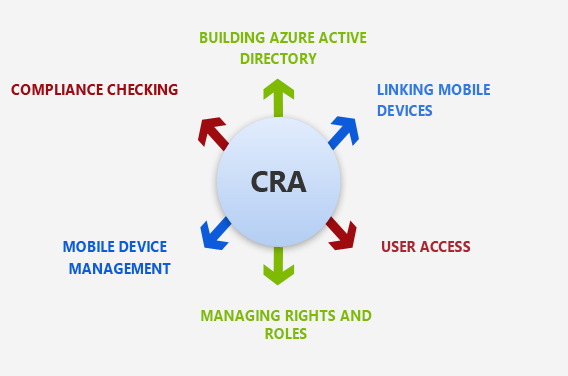 BUILDING AZURE ACTIVE
DIRECTORY
COMPLIANCE CHECKING
LINKING MOBILE
DEVICES
CRA
MOBILE DEVICE
MANAGEMENT
USER ACCESS
MANAGING RIGHTS AND
ROLES